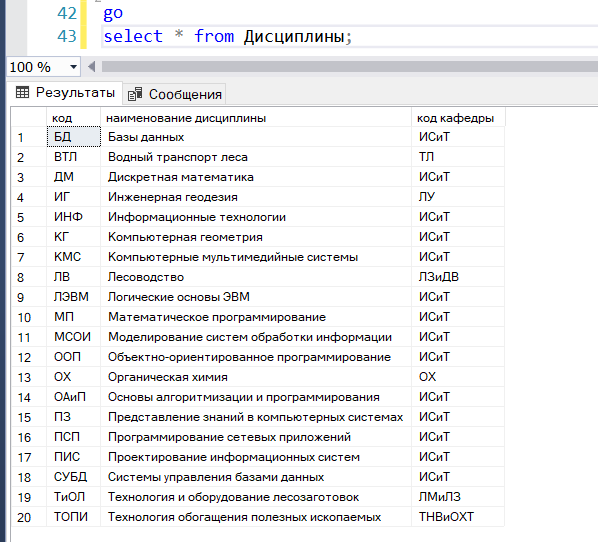 42 go
43 select * from Дисциплины;
100 %
Результаты Сообщения
код наименование дисциплины код кафедры
1 БД Базы данных ИСиТ
2 ВТЛ Водный транспорт леса ТЛ
3 ДМ Дискретная математика ИСиТ
4 ИГ Инженерная геодезия ЛУ
5 ИНФ Информационные технологии ИСиТ
6 КГ Компьютерная геометрия ИСиТ
7 КМС Компьютерные мультимедийные системы ИСиТ
8 ЛВ Лесоводство ЛЗиДВ
9 ЛЭВМ Логические основы ЭВМ ИСиТ
10 МП Математическое программирование ИСиТ
11 МСОИ Моделирование систем обработки информации ИСиТ
12 ООП Объектно-ориентированное программирование ИСиТ
13 ОХ Органическая химия ОХ
14 ОАиП Основы алгоритмизации и программирования ИСиТ
15 ПЗ Представление знаний в компьютерных системах ИСиТ
16 ПСП Программирование сетевых приложений ИСиТ
17 ПИС Проектирование информационных систем ИСиТ
18 СУБД Системы управления базами данных ИСиТ
19 ТиОЛ Технология и оборудование лесозаготовок ЛМиЛЗ
20 ТОПИ Технология обогащения полезных ископаемых ТНВиОХТ